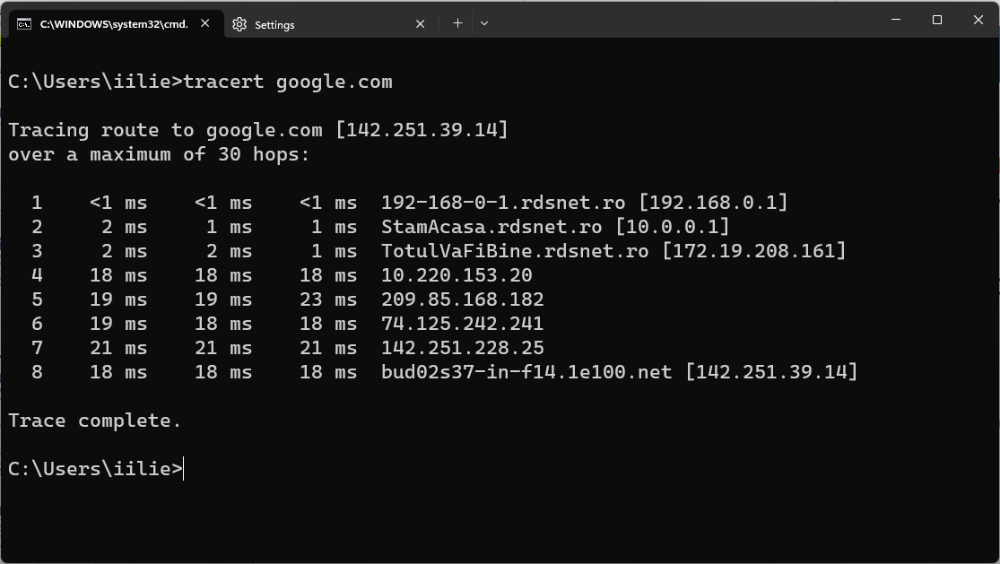 C:\WINDOWS\system32\cmd. Settings
C:\Users\iilie>tracert google.com
Tracing route to google.com [142.251.39.14]
over a maximum of 30 hops:
1 <1 ms <1 ms <1 ms 192-168-0-1.rdsnet.ro [192.168.0.1]
2 2 ms 1 ms 1 ms StamAcasa.rdsnet.ro [10.0.0.1]
3 2 ms 2 ms 1 ms TotulVaFiBine.rdsnet.ro [172.19.208.161]
4 18 ms 18 ms 18 ms 10.220.153.20
5 19 ms 19 ms 23 ms 209.85.168.182
6 19 ms 18 ms 18 ms 74.125.242.241
7 21 ms 21 ms 21 ms 142.251.228.25
8 18 ms 18 ms 18 ms bud02s37-in-f14.1e100.net [142.251.39.14]
Trace complete.
C:\Users\iilie>